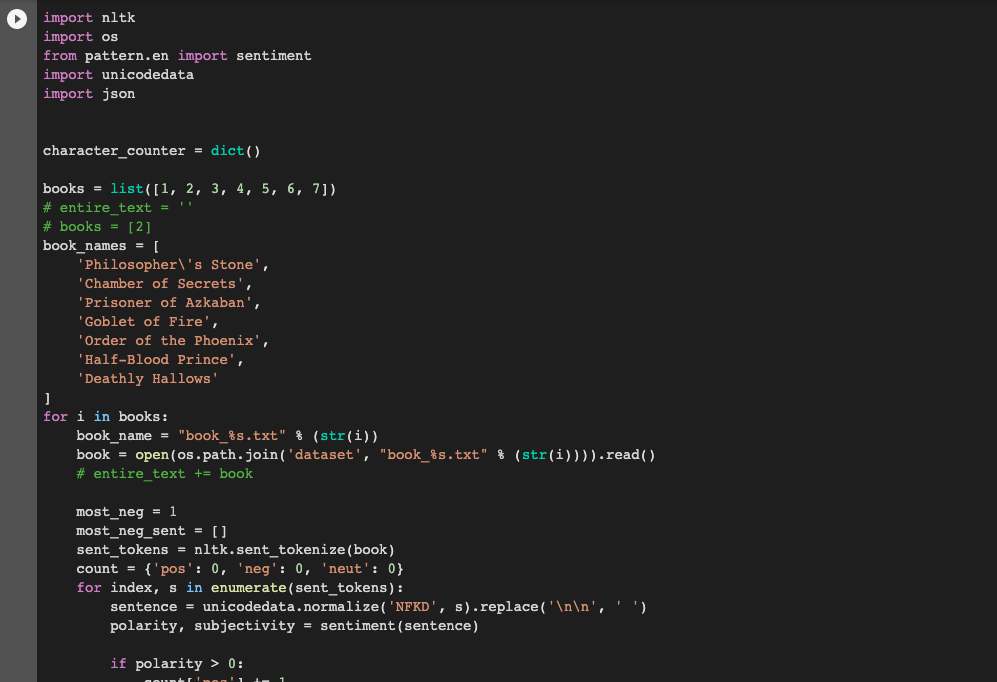 import nltk
import os
from pattern.en import sentiment
import unicodedata
import json
character_counter = dict()
books = list([1, 2, 3, 4, 5, 6, 7])
# entire_text = ''
# books = [2]
book_names = [
    'Philosopher\'s Stone',
    'Chamber of Secrets',
    'Prisoner of Azkaban',
    'Goblet of Fire',
    'Order of the Phoenix',
    'Half-Blood Prince',
    'Deathly Hallows'
]
for i in books:
    book_name = "book_%s.txt" % (str(i))
    book = open(os.path.join('dataset', "book_%s.txt" % (str(i)))).read()
    # entire_text += book
    most_neg = 1
    most_neg_sent = []
    sent_tokens = nltk.sent_tokenize(book)
    count = {'pos': 0, 'neg': 0, 'neut': 0}
    for index, s in enumerate(sent_tokens):
        sentence = unicodedata.normalize('NFKD', s).replace('\n\n', ' ')
        polarity, subjectivity = sentiment(sentence)
        if polarity > 0:
            count['pos'] += 1